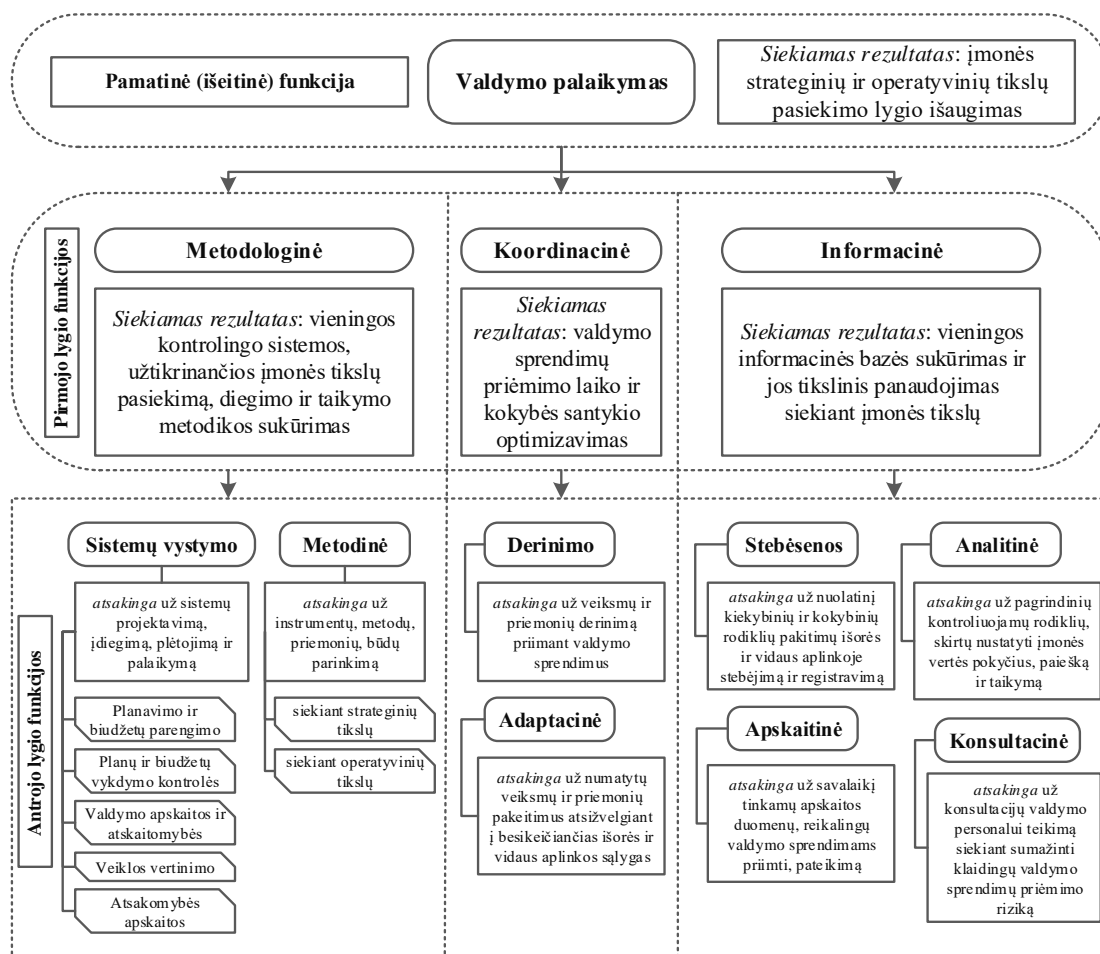 Pamatinė (išeitinė) funkcija
Valdymo palaikymas
Siekiamas rezultatas: įmonės
strateginių ir operatyvinių tikslų
pasiekimo lygio išaugimas
Pirmojo lygio funkcijos
Metodologinė
Siekiamas rezultatas: vieningos
kontrolingo sistemos,
užtikrinančios įmonės tikslų
pasiekimą, diegimo ir taikymo
metodikos sukūrimas
Koordinacinė
Siekiamas
rezultatas: valdymo
sprendimų
priėmimo laiko ir
kokybės santykio
optimizavimas
Informacinė
Siekiamas rezultatas: vieningos
informacinės bazės sukūrimas ir
jos tikslinis panaudojimas
siekiant įmonės tikslų
Antrojo lygio funkcijos
Sistemų vystymo
atsakinga už sistemų
projektavimą,
įdiegimą, plėtojimą ir
palaikymą
Planavimo ir
biudžetų parengimo
Planų ir biudžetų
vykdymo kontrolės
Valdymo apskaitos ir
atskaitomybės
Veiklos vertinimo
Atsakomybės
apskaitos
Metodinė
atsakinga už
instrumentų, metodų,
priemonių, būdų
parinkimą
siekiant strateginių
tikslų
siekiant operatyvinių
tikslų
Derinimo
atsakinga už veiksmų ir
priemonių derinimą
priimant valdymo
sprendimus
Adaptacinė
atsakinga už numatytų
veiksmų ir priemonių
pakeitimus atsižvelgiant
į besikeičiančias išorės ir
vidaus aplinkos sąlygas
Stebėsenos
atsakinga už nuolatinį
kiekybinių ir kokybinių
rodiklių pakitimų išorės
ir vidaus aplinkoje
stebėjimą ir registravimą
Analitinė
atsakinga už pagrindinių
kontroliuojamų rodiklių,
skirtų nustatyti įmonės
vertės pokyčius, paiešką
ir taikymą
Apskaitinė
atsakinga už savalaikį
tinkamų apskaitos
duomenų, reikalingų
valdymo sprendimams
priimti, pateikimą
Konsultacinė
atsakinga už
konsultacijų valdymo
personalui teikimą
siekiant sumažinti
klaidingų valdymo
sprendimų priėmimo
riziką